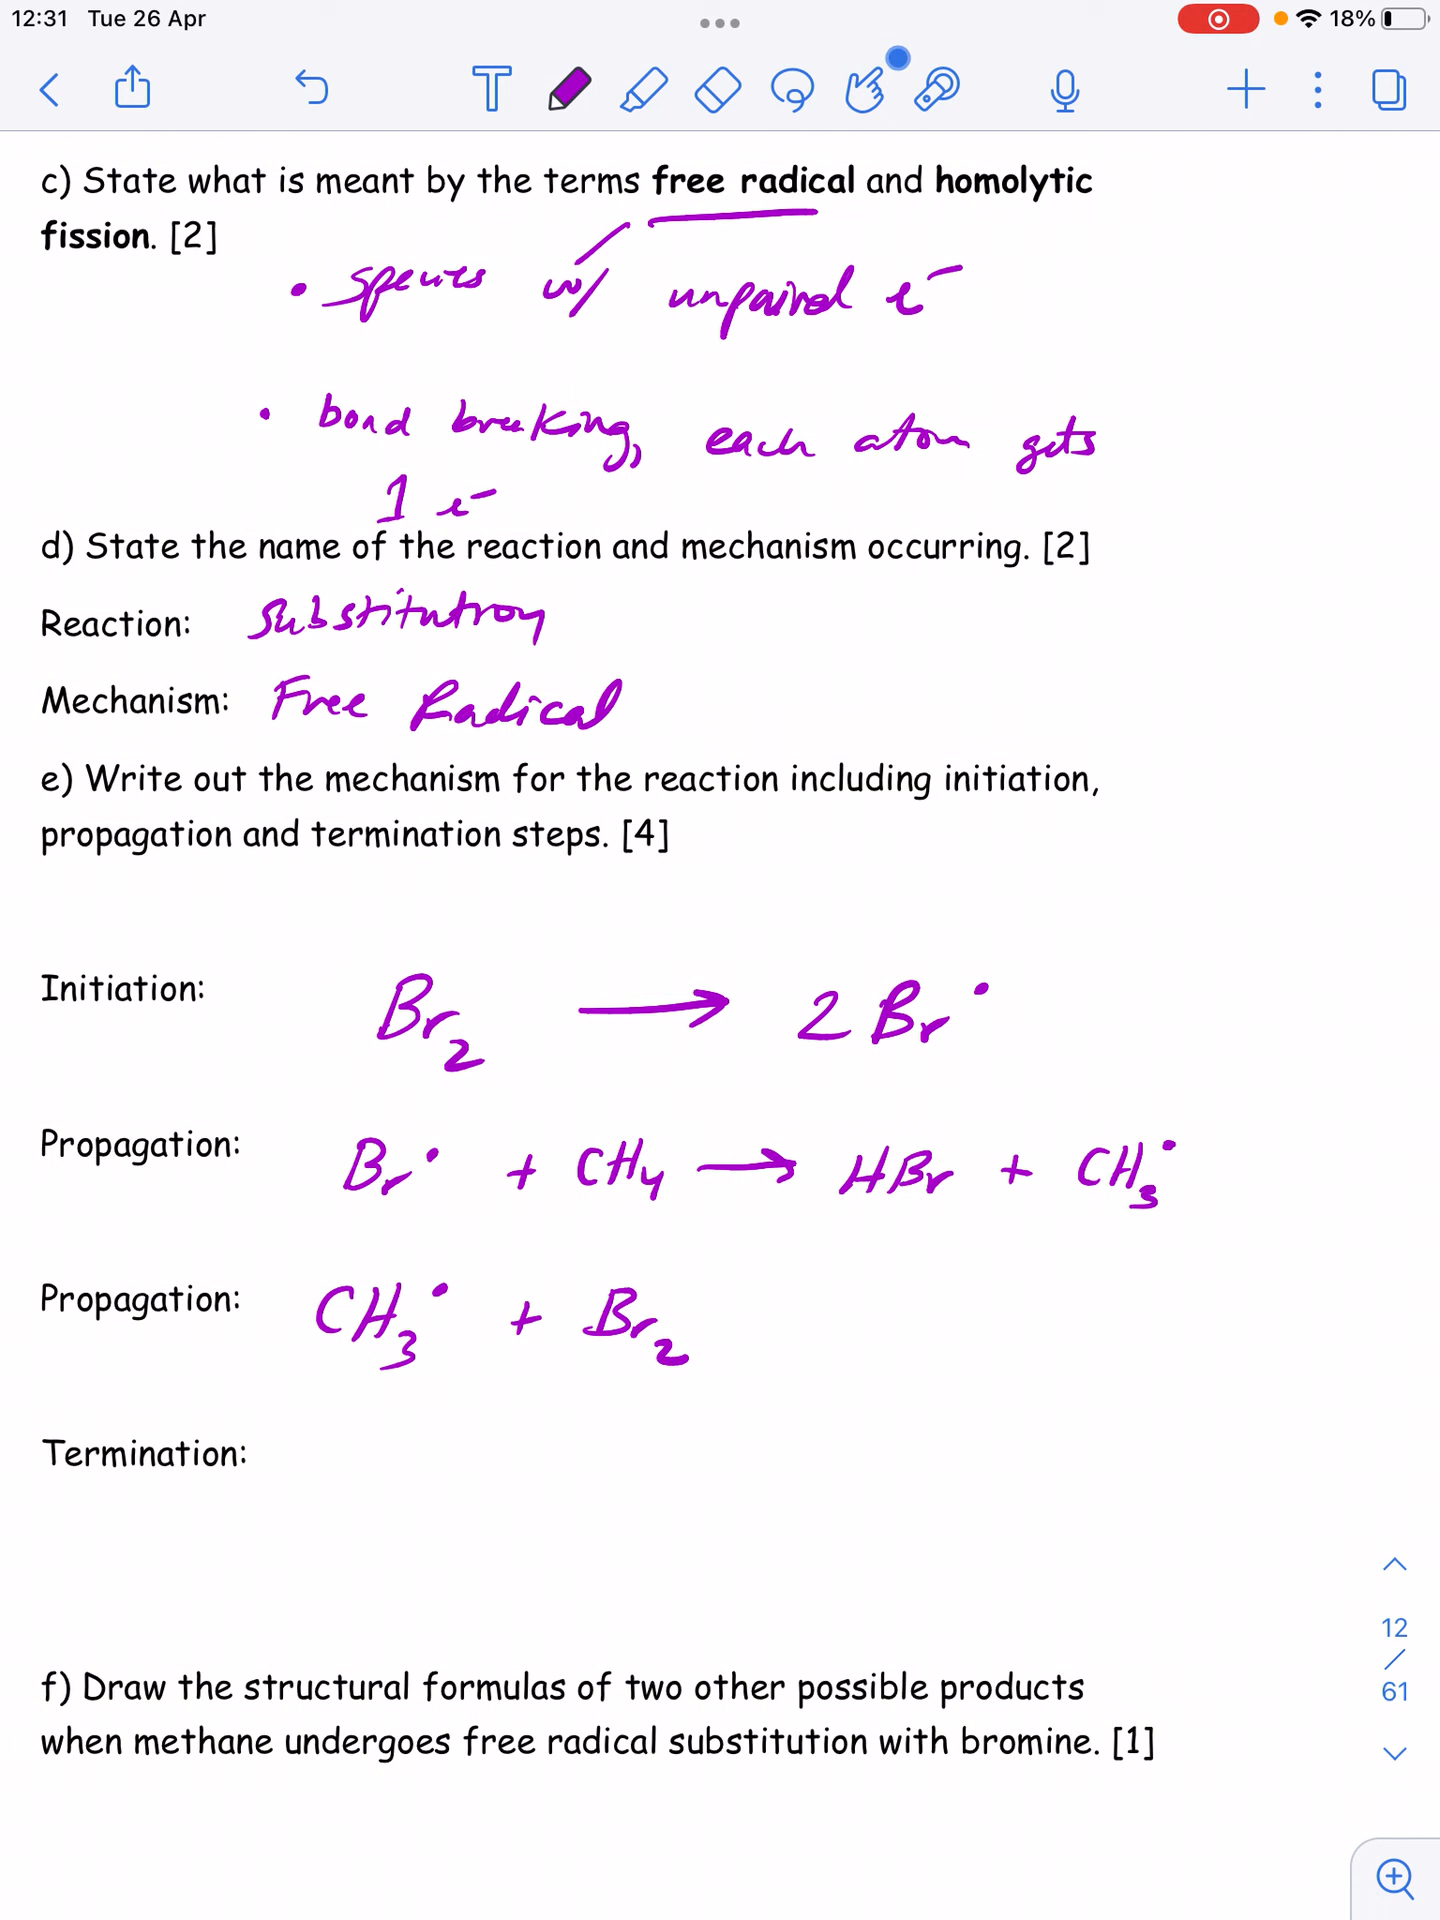 12:31 Tue 26 Apr
18%
T
c) State what is meant by the terms free radical and homolytic
fission. [2]
• species w/ unpaired e⁻
• bond breaking, each atom gets
1 e⁻
d) State the name of the reaction and mechanism occurring. [2]
Reaction: Substitution
Mechanism: Free Radical
e) Write out the mechanism for the reaction including initiation,
propagation and termination steps. [4]
Initiation: Br₂ → 2 Br•
Propagation: Br• + CH₄ → HBr + CH₃•
Propagation: CH₃• + Br₂
Termination:
12
/
61
f) Draw the structural formulas of two other possible products
when methane undergoes free radical substitution with bromine. [1]